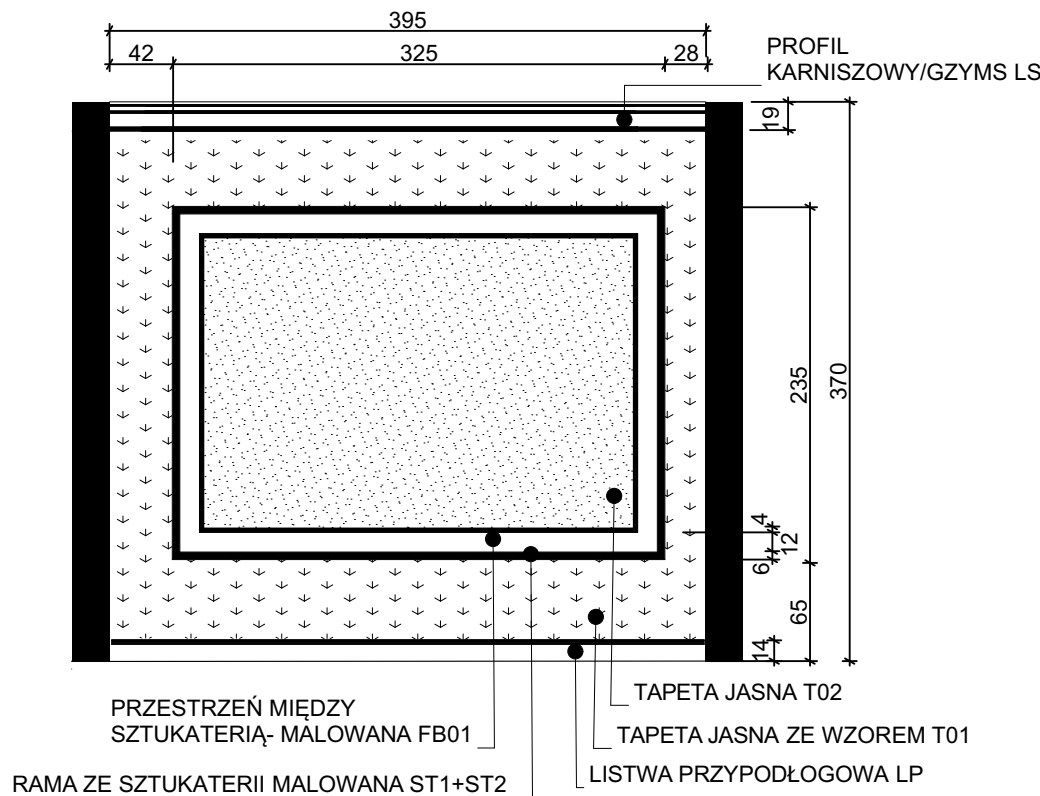 395
42
325
28
PROFIL
KARNISZOWY/GZYMS LS
19
235
370
4
12
6
65
14
TAPETA JASNA T02
PRZESTRZEŃ MIĘDZY
SZTUKATERIĄ- MALOWANA FB01
TAPETA JASNA ZE WZOREM T01
LISTWA PRZYPODŁOGOWA LP
RAMA ZE SZTUKATERII MALOWANA ST1+ST2